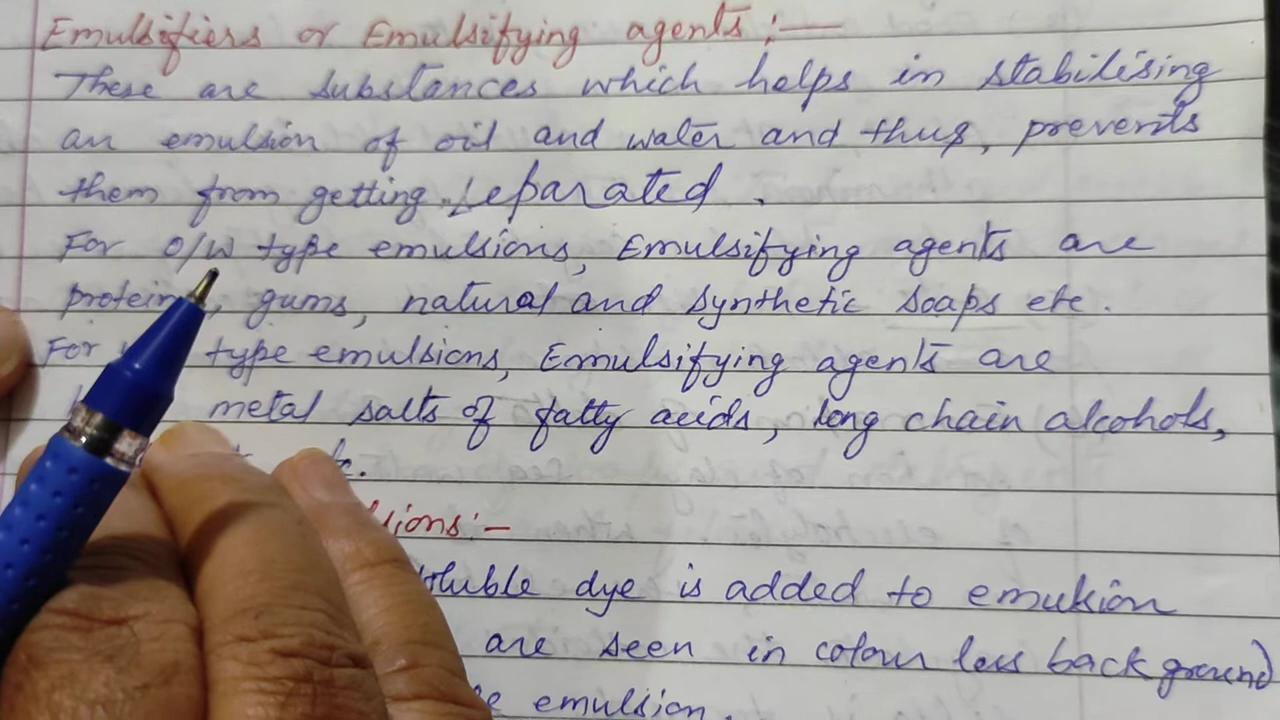 Emulsifiers or Emulsifying agents :—
These are substances which helps in stabilising
an emulsion of oil and water and thus, prevents
them from getting separated.
For O/W type emulsions, Emulsifying agents are
protein, gums, natural and synthetic soaps etc.
For type emulsions, Emulsifying agents are
metal salts of fatty acids, long chain alcohols,
:-
dye is added to emulsion
are seen in colour less back ground
emulsion.